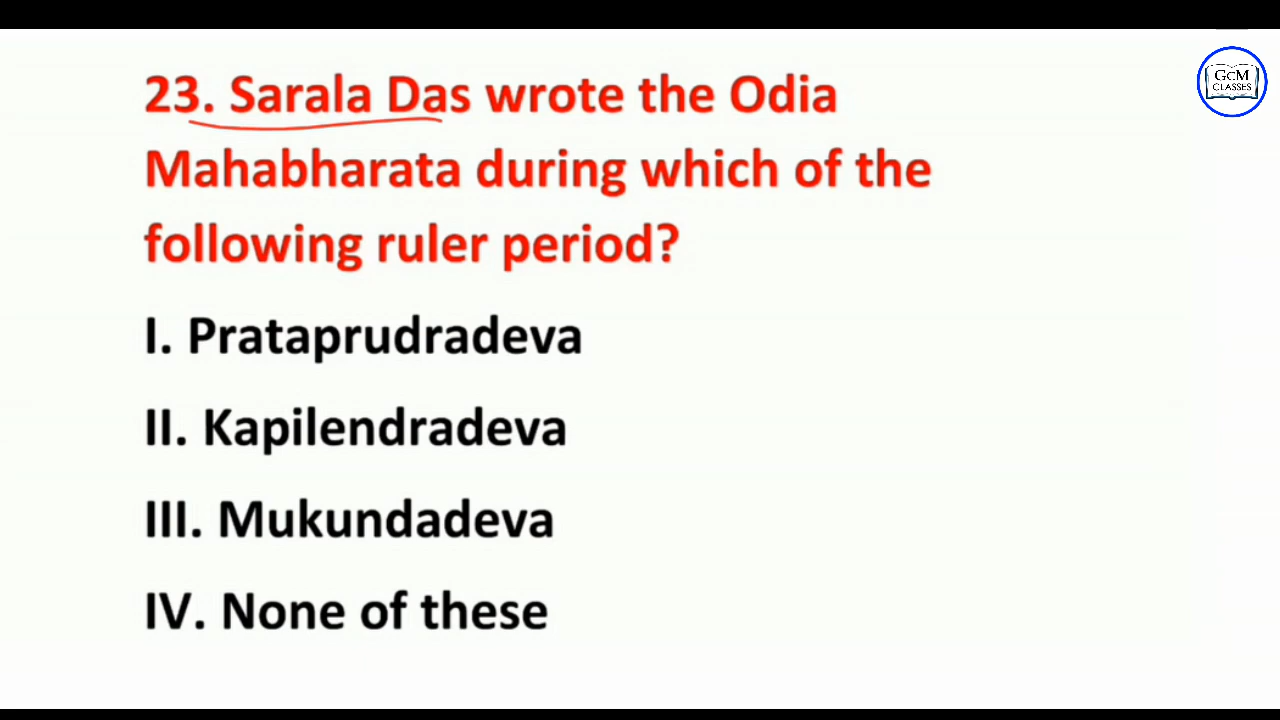 GCM
CLASSES
23. Sarala Das wrote the Odia
Mahabharata during which of the
following ruler period?
I. Prataprudradeva
II. Kapilendradeva
III. Mukundadeva
IV. None of these